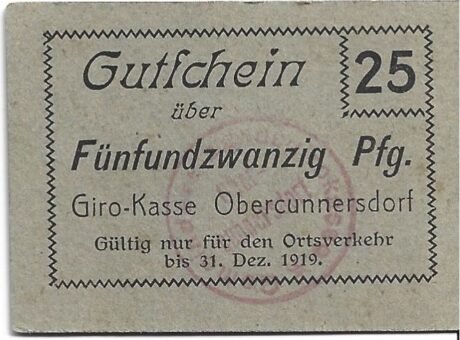 Gutſchein
25
über
Fünfundzwanzig Pfg.
Giro-Kasse Obercunnersdorf
Gültig nur für den Ortsverkehr
bis 31. Dez. 1919.